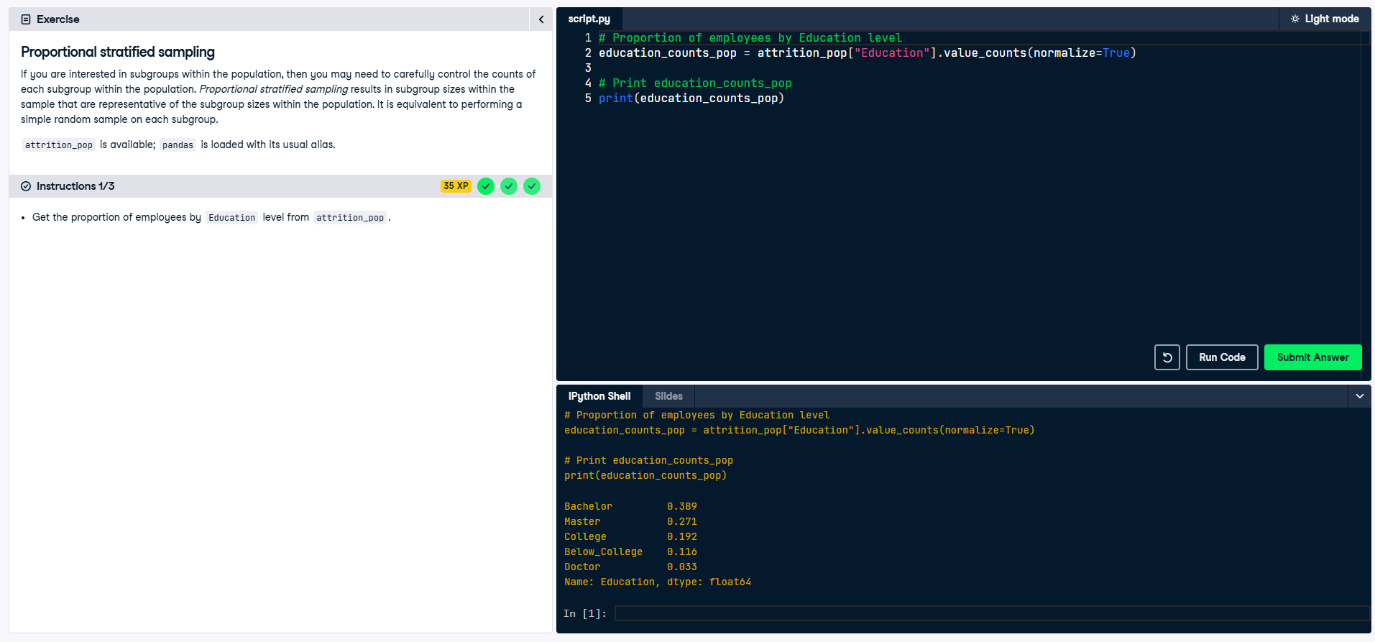 Exercise
Proportional stratified sampling
If you are interested in subgroups within the population, then you may need to carefully control the counts of
each subgroup within the population. Proportional stratified sampling results in subgroup sizes within the
sample that are representative of the subgroup sizes within the population. It is equivalent to performing a
simple random sample on each subgroup.
attrition_pop is available; pandas is loaded with its usual alias.
Instructions 1/3
35 XP
• Get the proportion of employees by Education level from attrition_pop .
script.py
Light mode
1 # Proportion of employees by Education level
2 education_counts_pop = attrition_pop["Education"].value_counts(normalize=True)
3
4 # Print education_counts_pop
5 print(education_counts_pop)
Run Code
Submit Answer
IPython Shell
Slides
# Proportion of employees by Education level
education_counts_pop = attrition_pop["Education"].value_counts(normalize=True)
# Print education_counts_pop
print(education_counts_pop)
Bachelor 0.389
Master 0.271
College 0.192
Below_College 0.116
Doctor 0.033
Name: Education, dtype: float64
In [1]: